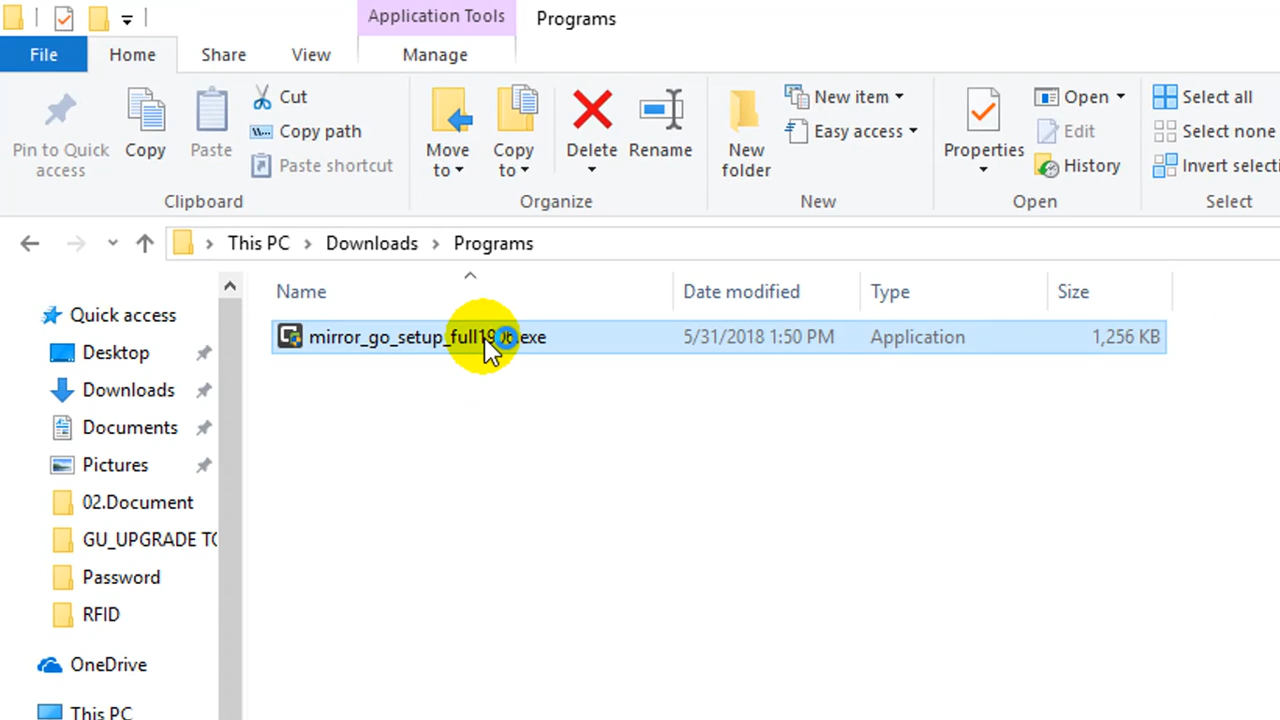 Application Tools
Programs
File
Home
Share
View
Manage
Pin to Quick
access
Copy
Paste
Cut
Copy path
Paste shortcut
Clipboard
Move
to
Copy
to
Delete
Rename
Organize
New
folder
New item
Easy access
New
Properties
Open
Edit
History
Open
Select all
Select none
Invert selecti
Select
This PC
Downloads
Programs
Name
Date modified
Type
Size
5/31/2018 1:50 PM
Application
1,256 KB
Quick access
Desktop
Downloads
Documents
Pictures
02.Document
GU_UPGRADE TO
Password
RFID
OneDrive
This PC